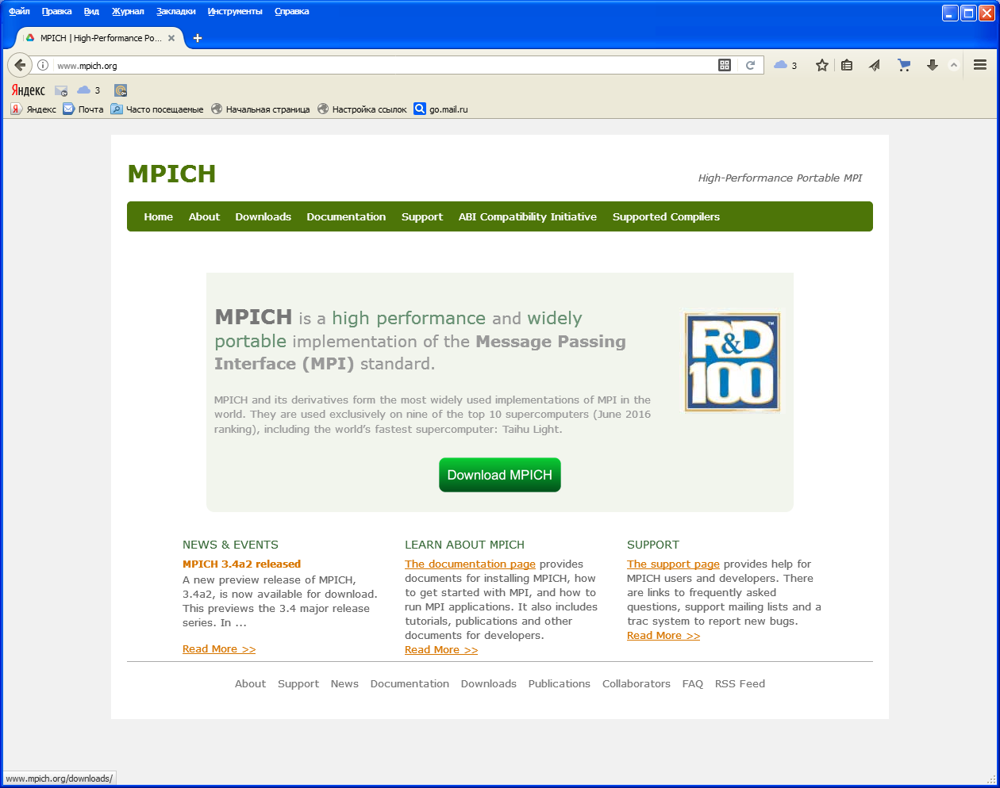 Файл Правка Вид Журнал Закладки Инструменты Справка
MPICH | High-Performance Po...
www.mpich.org
3
Яндекс 3
Яндекс Почта Часто посещаемые Начальная страница Настройка ссылок go.mail.ru
MPICH
High-Performance Portable MPI
Home About Downloads Documentation Support ABI Compatibility Initiative Supported Compilers
MPICH is a high performance and widely
portable implementation of the Message Passing
Interface (MPI) standard.
R&D
100
TM
MPICH and its derivatives form the most widely used implementations of MPI in the
world. They are used exclusively on nine of the top 10 supercomputers (June 2016
ranking), including the world’s fastest supercomputer: Taihu Light.
Download MPICH
NEWS & EVENTS
MPICH 3.4a2 released
A new preview release of MPICH,
3.4a2, is now available for download.
This previews the 3.4 major release
series. In ...
Read More >>
LEARN ABOUT MPICH
The documentation page provides
documents for installing MPICH, how
to get started with MPI, and how to
run MPI applications. It also includes
tutorials, publications and other
documents for developers.
Read More >>
SUPPORT
The support page provides help for
MPICH users and developers. There
are links to frequently asked
questions, support mailing lists and a
trac system to report new bugs.
Read More >>
About Support News Documentation Downloads Publications Collaborators FAQ RSS Feed
www.mpich.org/downloads/